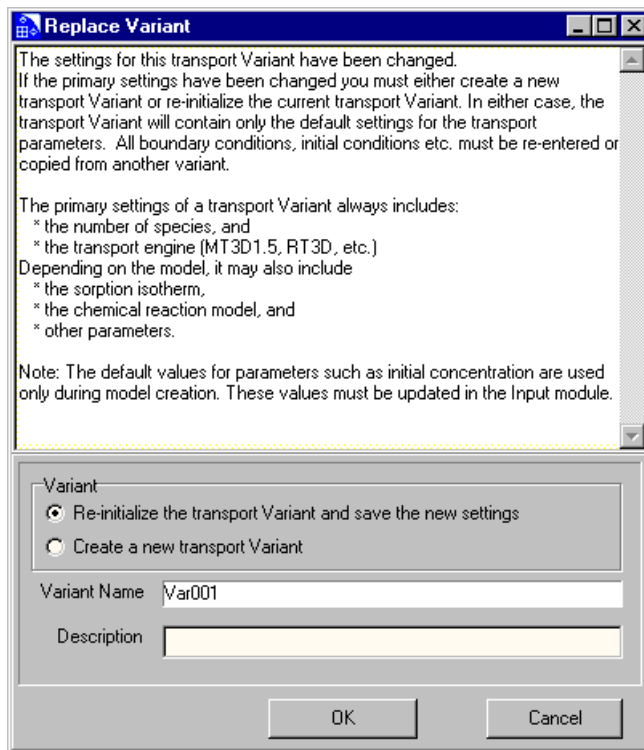 Replace Variant
The settings for this transport Variant have been changed.
If the primary settings have been changed you must either create a new
transport Variant or re-initialize the current transport Variant. In either case, the
transport Variant will contain only the default settings for the transport
parameters.  All boundary conditions, initial conditions etc. must be re-entered or
copied from another variant.
The primary settings of a transport Variant always includes:
* the number of species, and
* the transport engine (MT3D1.5, RT3D, etc.)
Depending on the model, it may also include
* the sorption isotherm,
* the chemical reaction model, and
* other parameters.
Note: The default values for parameters such as initial concentration are used
only during model creation. These values must be updated in the Input module.
Variant
Re-initialize the transport Variant and save the new settings
Create a new transport Variant
Variant Name Var001
Description
OK Cancel